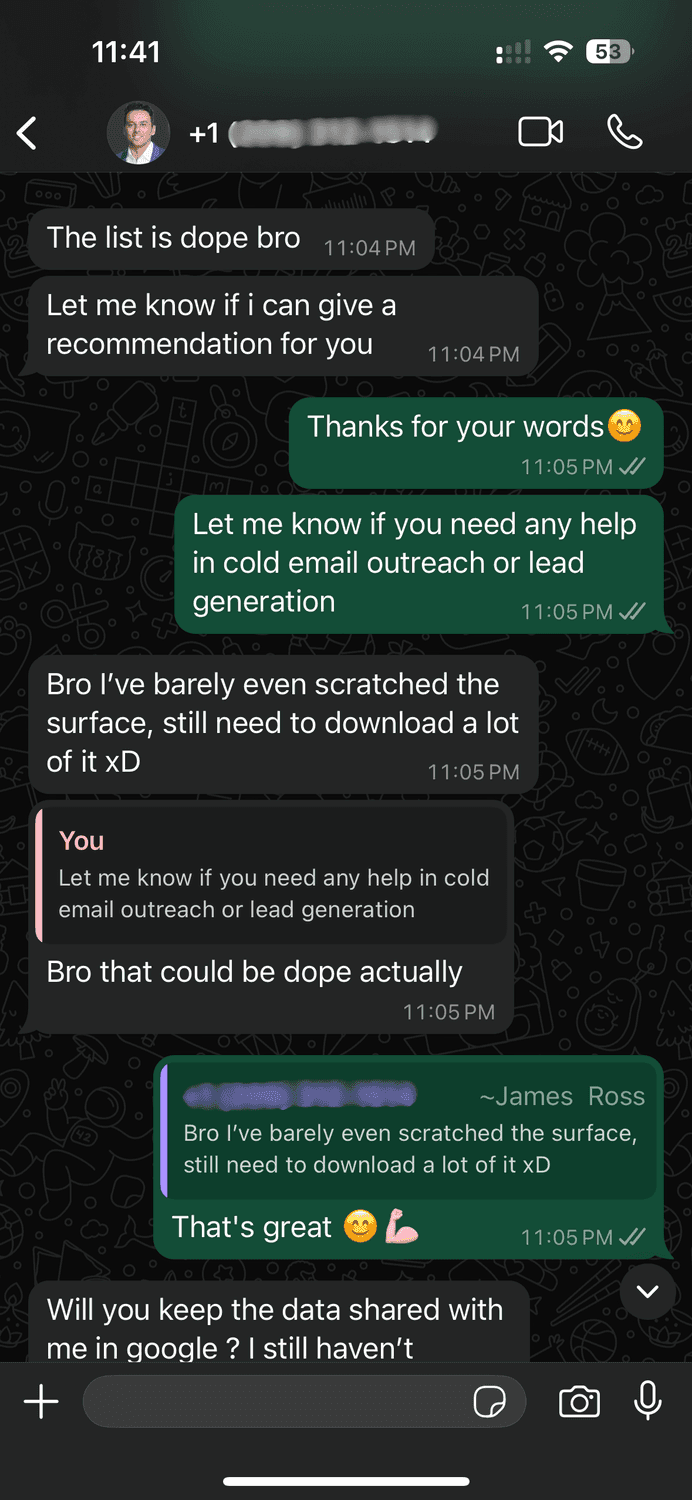 11:41
53
+1
The list is dope bro 11:04 PM
Let me know if i can give a
recommendation for you 11:04 PM
Thanks for your words😊
11:05 PM
Let me know if you need any help
in cold email outreach or lead
generation 11:05 PM
Bro I’ve barely even scratched the
surface, still need to download a lot
of it xD 11:05 PM
You
Let me know if you need any help in cold
email outreach or lead generation
Bro that could be dope actually
11:05 PM
~James Ross
Bro I’ve barely even scratched the surface,
still need to download a lot of it xD
That's great 😊💪🏻 11:05 PM
Will you keep the data shared with
me in google ? I still haven’t